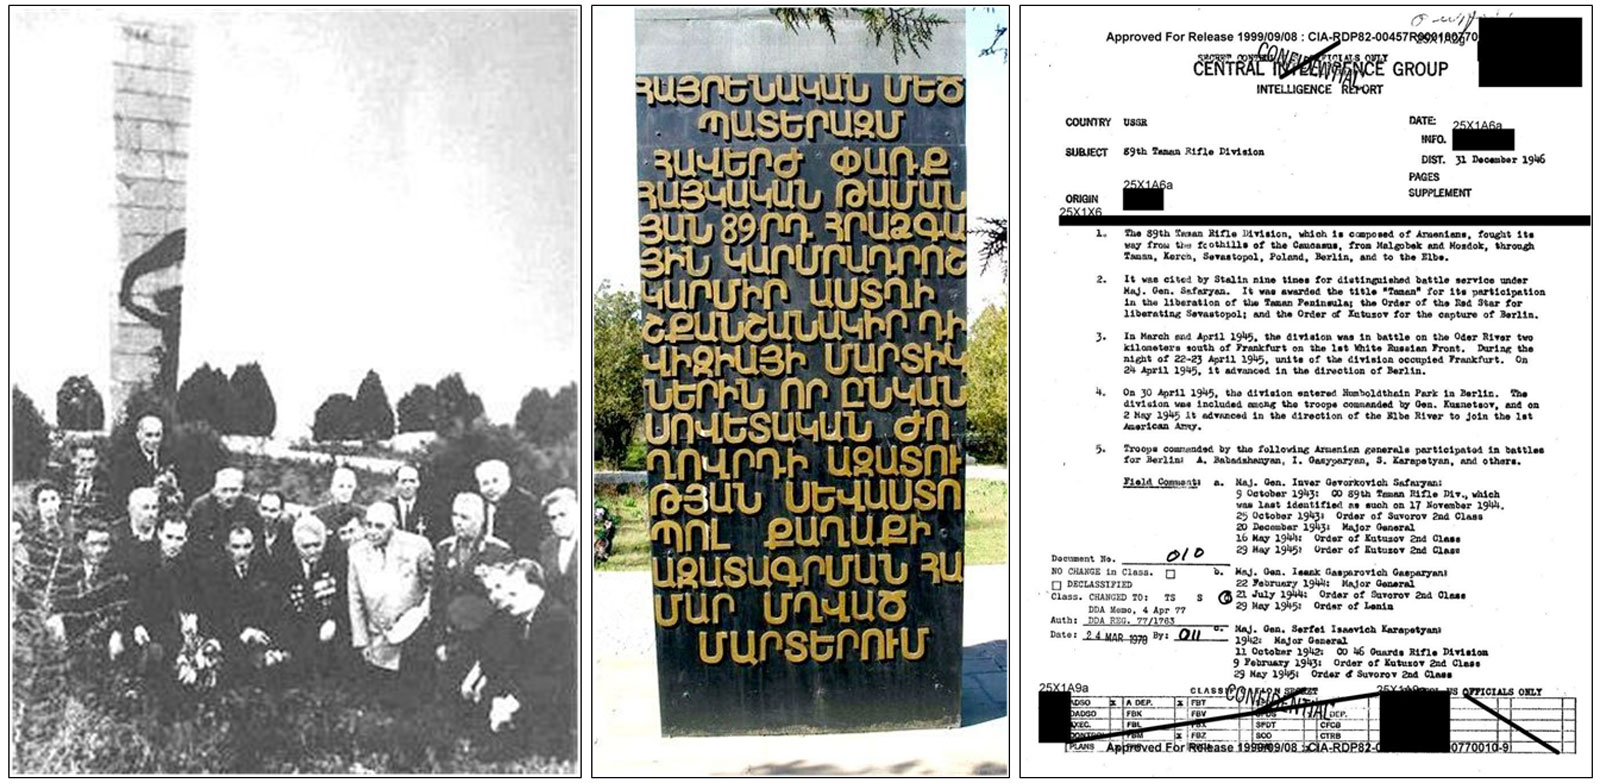 ՀԱՅՐԵՆԱԿԱՆ ՄԵԾ
ՊԱՏԵՐԱԶՄ
ՀԱՎԵՐԺ ՓԱՌՔ
ՀԱՅԿԱԿԱՆ ԹԱՄԱՆ
ՅԱՆ 89ՐԴ ՀՐԱՁԳԱ
ՅԻՆ ԿԱՐՄՐԱԴՐՈՇ
ԿԱՐՄԻՐ ԱՍՏՂԻ
ՇՔԱՆՇԱՆԱԿԻՐ ԴԻ
ՎԻԶԻԱՅԻ ՄԱՐՏԻԿ
ՆԵՐԻՆ ՈՐ ԸՆԿԱՆ
ՍՈՎԵՏԱԿԱՆ ԺՈ
ՂՈՎՐԴԻ ԱԶԱՏՈՒ
ԹՅԱՆ ՍԵՎԱՍՏՈ
ՊՈԼ ՔԱՂԱՔԻ
ԱԶԱՏԱԳՐՄԱՆ ՀԱ
ՄԱՐ ՄՂՎԱԾ
ՄԱՐՏԵՐՈՒՄ
Approved For Release 1999/09/08 : CIA-RDP82-00457R
CONFIDENTIAL
CENTRAL INTELLIGENCE GROUP
INTELLIGENCE REPORT
COUNTRY USSR
DATE: 25X1A6a
INFO.
SUBJECT 89th Taman Rifle Division
DIST. 31 December 1946
PAGES
SUPPLEMENT
25X1A6a
ORIGIN
25X1X6
1. The 89th Taman Rifle Division, which is composed of Armenians, fought its
way from the foothills of the Caucasus, from Malgobek and Mozdok, through
Taman, Kerch, Sevastopol, Poland, Berlin, and to the Elbe.
2. It was cited by Stalin nine times for distinguished battle service under
Maj. Gen. Safaryan. It was awarded the title "Taman" for its participation
in the liberation of the Taman Peninsula; the Order of the Red Star for
liberating Sevastopol; and the Order of Kutuzov for the capture of Berlin.
3. In March and April 1945, the division was in battle on the Oder River two
kilometers south of Frankfurt on the 1st White Russian Front. During the
night of 22-23 April 1945, units of the division occupied Frankfurt. On
24 April 1945, it advanced in the direction of Berlin.
4. On 30 April 1945, the division entered Humboldthain Park in Berlin. The
division was included among the troops commanded by Gen. Kuznetsov, and on
2 May 1945 it advanced in the direction of the Elbe River to join the 1st
American Army.
5. Troops commanded by the following Armenian generals participated in battles
for Berlin: A. Babadzhanyan, I. Gasparyan, S. Karapetyan, and others.
Field Comment: a. Maj. Gen. Inver Gevorkovich Safaryan:
9 October 1943: CO 89th Taman Rifle Div., which
was last identified as such on 17 November 1944.
25 October 1943: Order of Suvorov 2nd Class
20 December 1943: Major General
16 May 1944: Order of Kutuzov 2nd Class
29 May 1945: Order of Kutuzov 2nd Class
b. Maj. Gen. Isaak Gasparovich Gasparyan:
22 February 1944: Major General
21 July 1944: Order of Suvorov 2nd Class
29 May 1945: Order of Lenin
c. Maj. Gen. Serfei Isaevich Karapetyan:
1942: Major General
11 October 1942: CO 46 Guards Rifle Division
9 February 1943: Order of Kutuzov 2nd Class
29 May 1945: Order of Suvorov 2nd Class
Document No. 010
NO CHANGE in Class.
DECLASSIFIED
Class. CHANGED TO: TS S C
DDA Memo, 4 Apr 77
Auth: DDA REG. 77/1763
Date: 24 MAR 1978 By: 011
25X1A9a
CLASSIFICATION SECRET
CONFIDENTIAL
US OFFICIALS ONLY
ADSO X A DEP. X FBT
DADSO FBK FBV
EXEC. FBL
FBM X FBZ
PLANS
SPDT
SOD
DEP.
CFCB
CTRB
Approved For Release 1999/09/08 : CIA-RDP82-